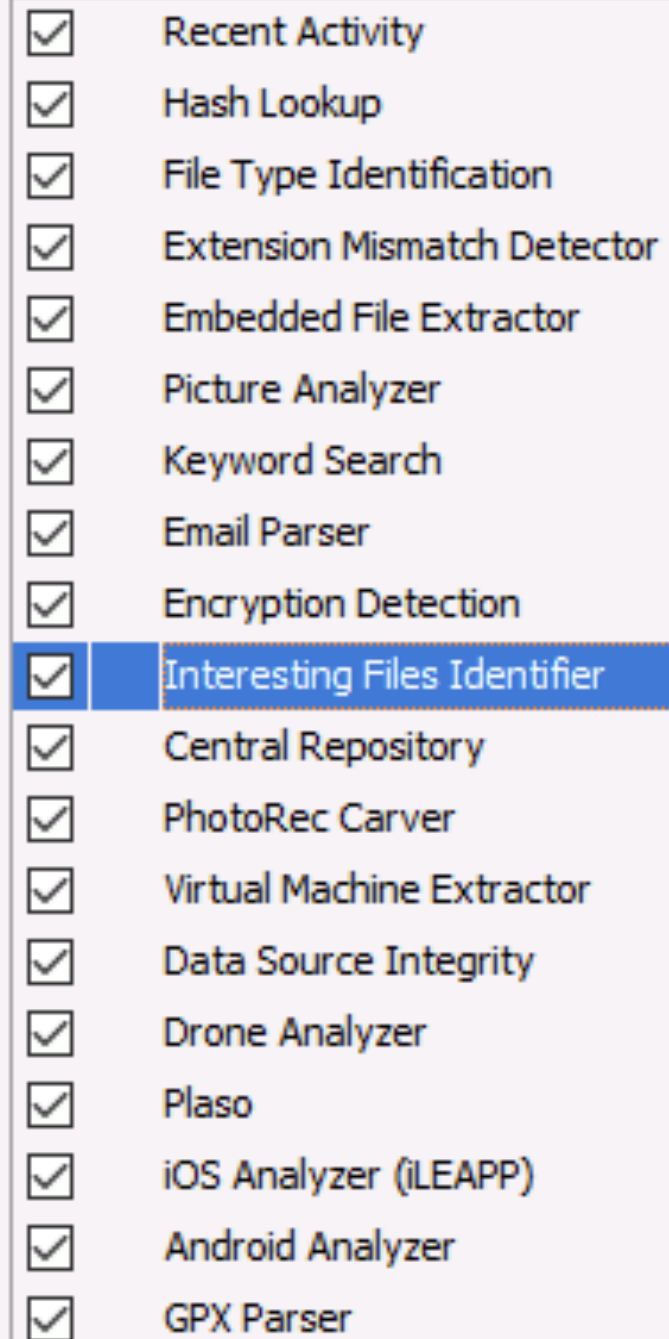 Recent Activity
Hash Lookup
File Type Identification
Extension Mismatch Detector
Embedded File Extractor
Picture Analyzer
Keyword Search
Email Parser
Encryption Detection
Interesting Files Identifier
Central Repository
PhotoRec Carver
Virtual Machine Extractor
Data Source Integrity
Drone Analyzer
Plaso
iOS Analyzer (iLEAPP)
Android Analyzer
GPX Parser